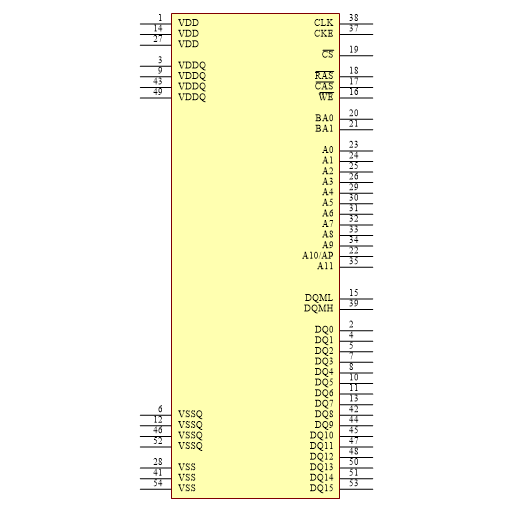 1 VDD CLK 38
14 VDD CKE 37
27 VDD
CS 19
3 VDDQ
9 VDDQ RAS 18
43 VDDQ CAS 17
49 VDDQ WE 16
BA0 20
BA1 21
A0 23
A1 24
A2 25
A3 26
A4 29
A5 30
A6 31
A7 32
A8 33
A9 34
A10/AP 22
A11 35
DQML 15
DQMH 39
DQ0 2
DQ1 4
DQ2 5
DQ3 7
DQ4 8
DQ5 10
DQ6 11
DQ7 13
6 VSSQ DQ8 42
12 VSSQ DQ9 44
46 VSSQ DQ10 45
52 VSSQ DQ11 47
DQ12 48
28 VSS DQ13 50
41 VSS DQ14 51
54 VSS DQ15 53